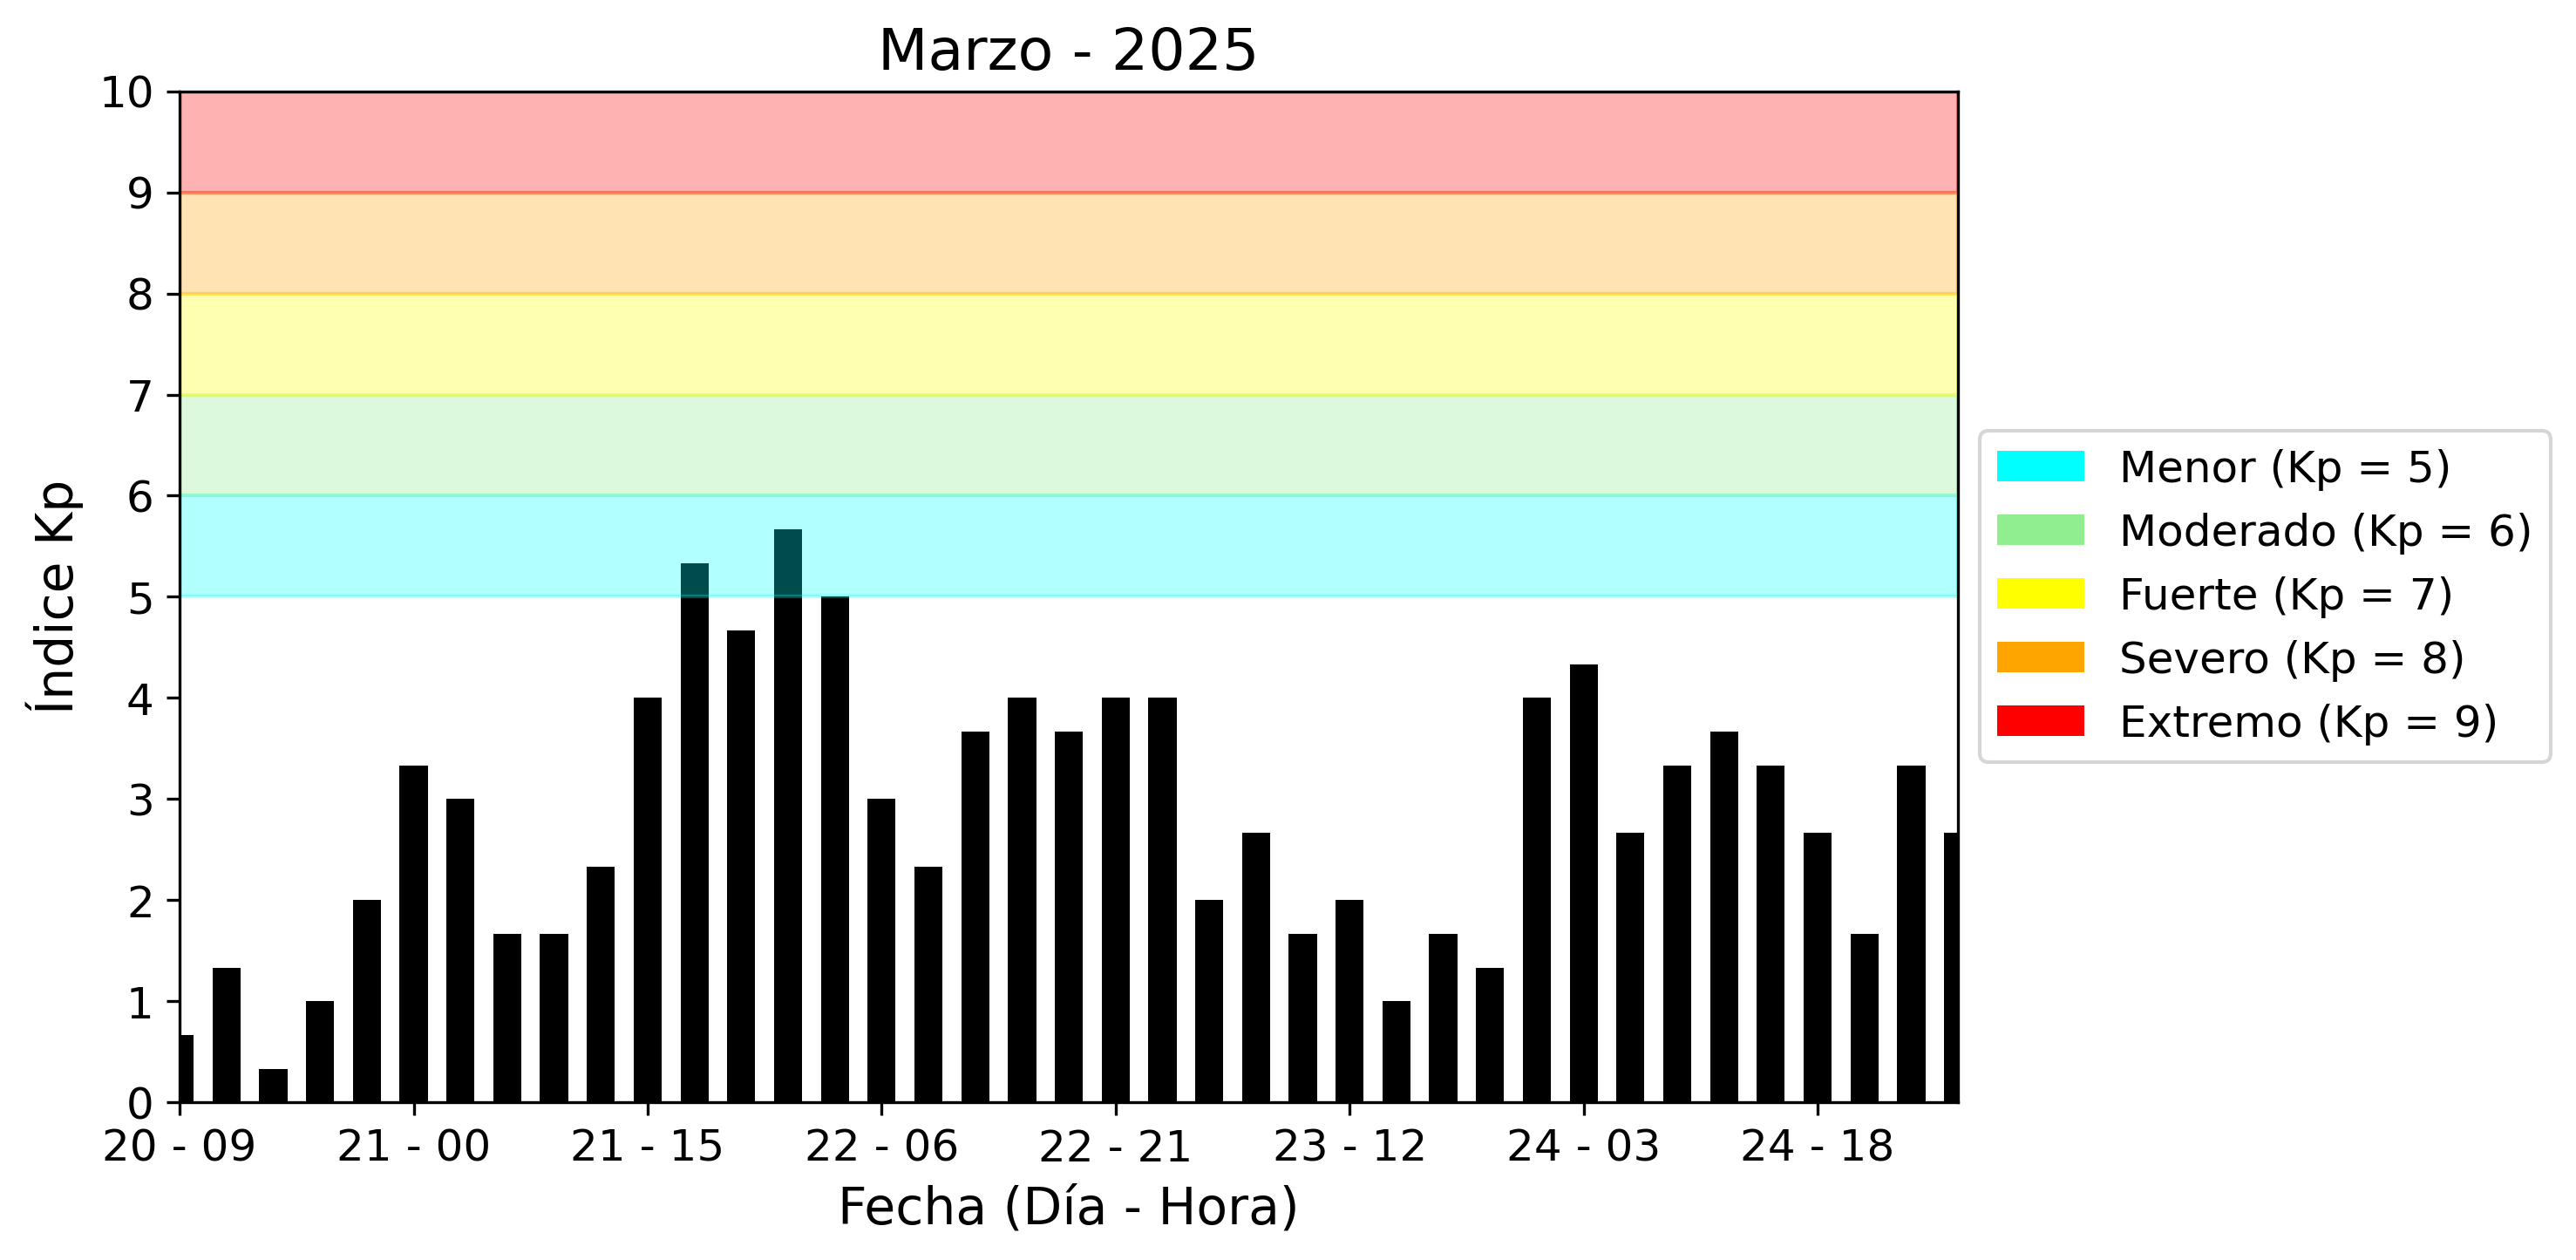 Marzo - 2025
10
9
8
7
6
5
4
3
2
1
0
Índice Kp
20 - 09
21 - 00
21 - 15
22 - 06
22 - 21
23 - 12
24 - 03
24 - 18
Fecha (Día - Hora)
Menor (Kp = 5)
Moderado (Kp = 6)
Fuerte (Kp = 7)
Severo (Kp = 8)
Extremo (Kp = 9)